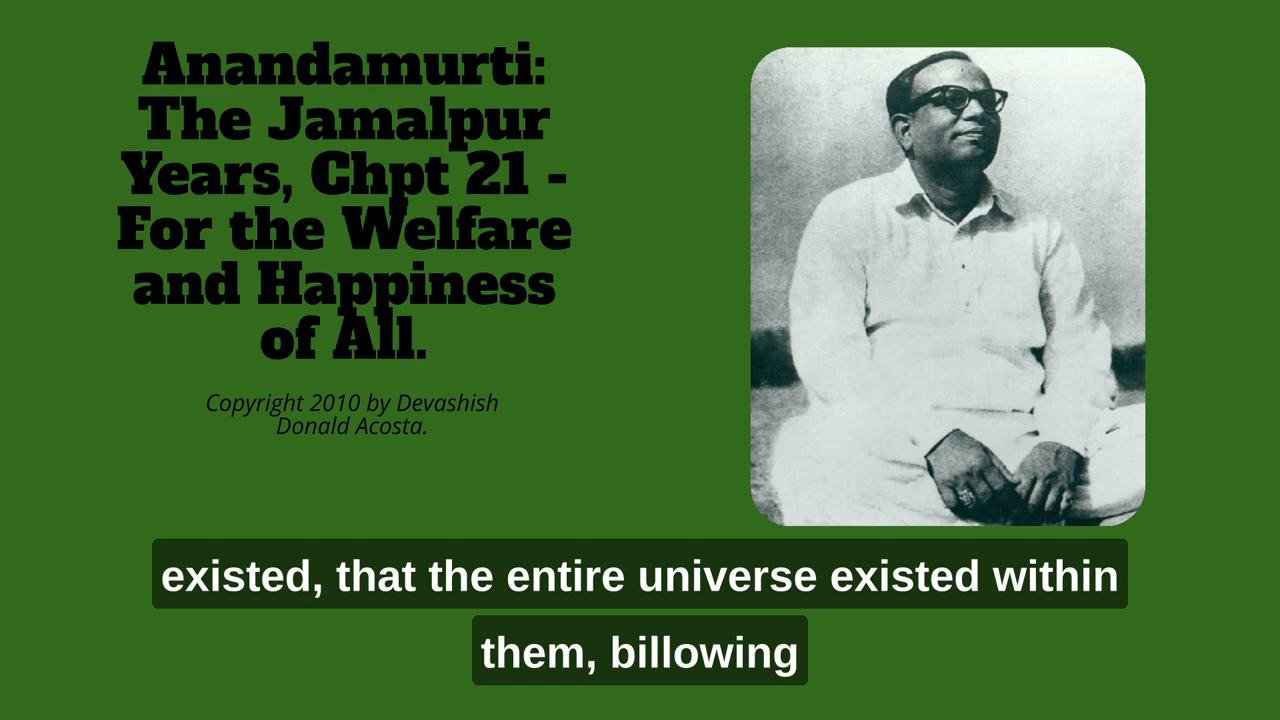 Anandamurti:
The Jamalpur
Years, Chpt 21 -
For the Welfare
and Happiness
of All.
Copyright 2010 by Devashish
Donald Acosta.
existed, that the entire universe existed within
them, billowing